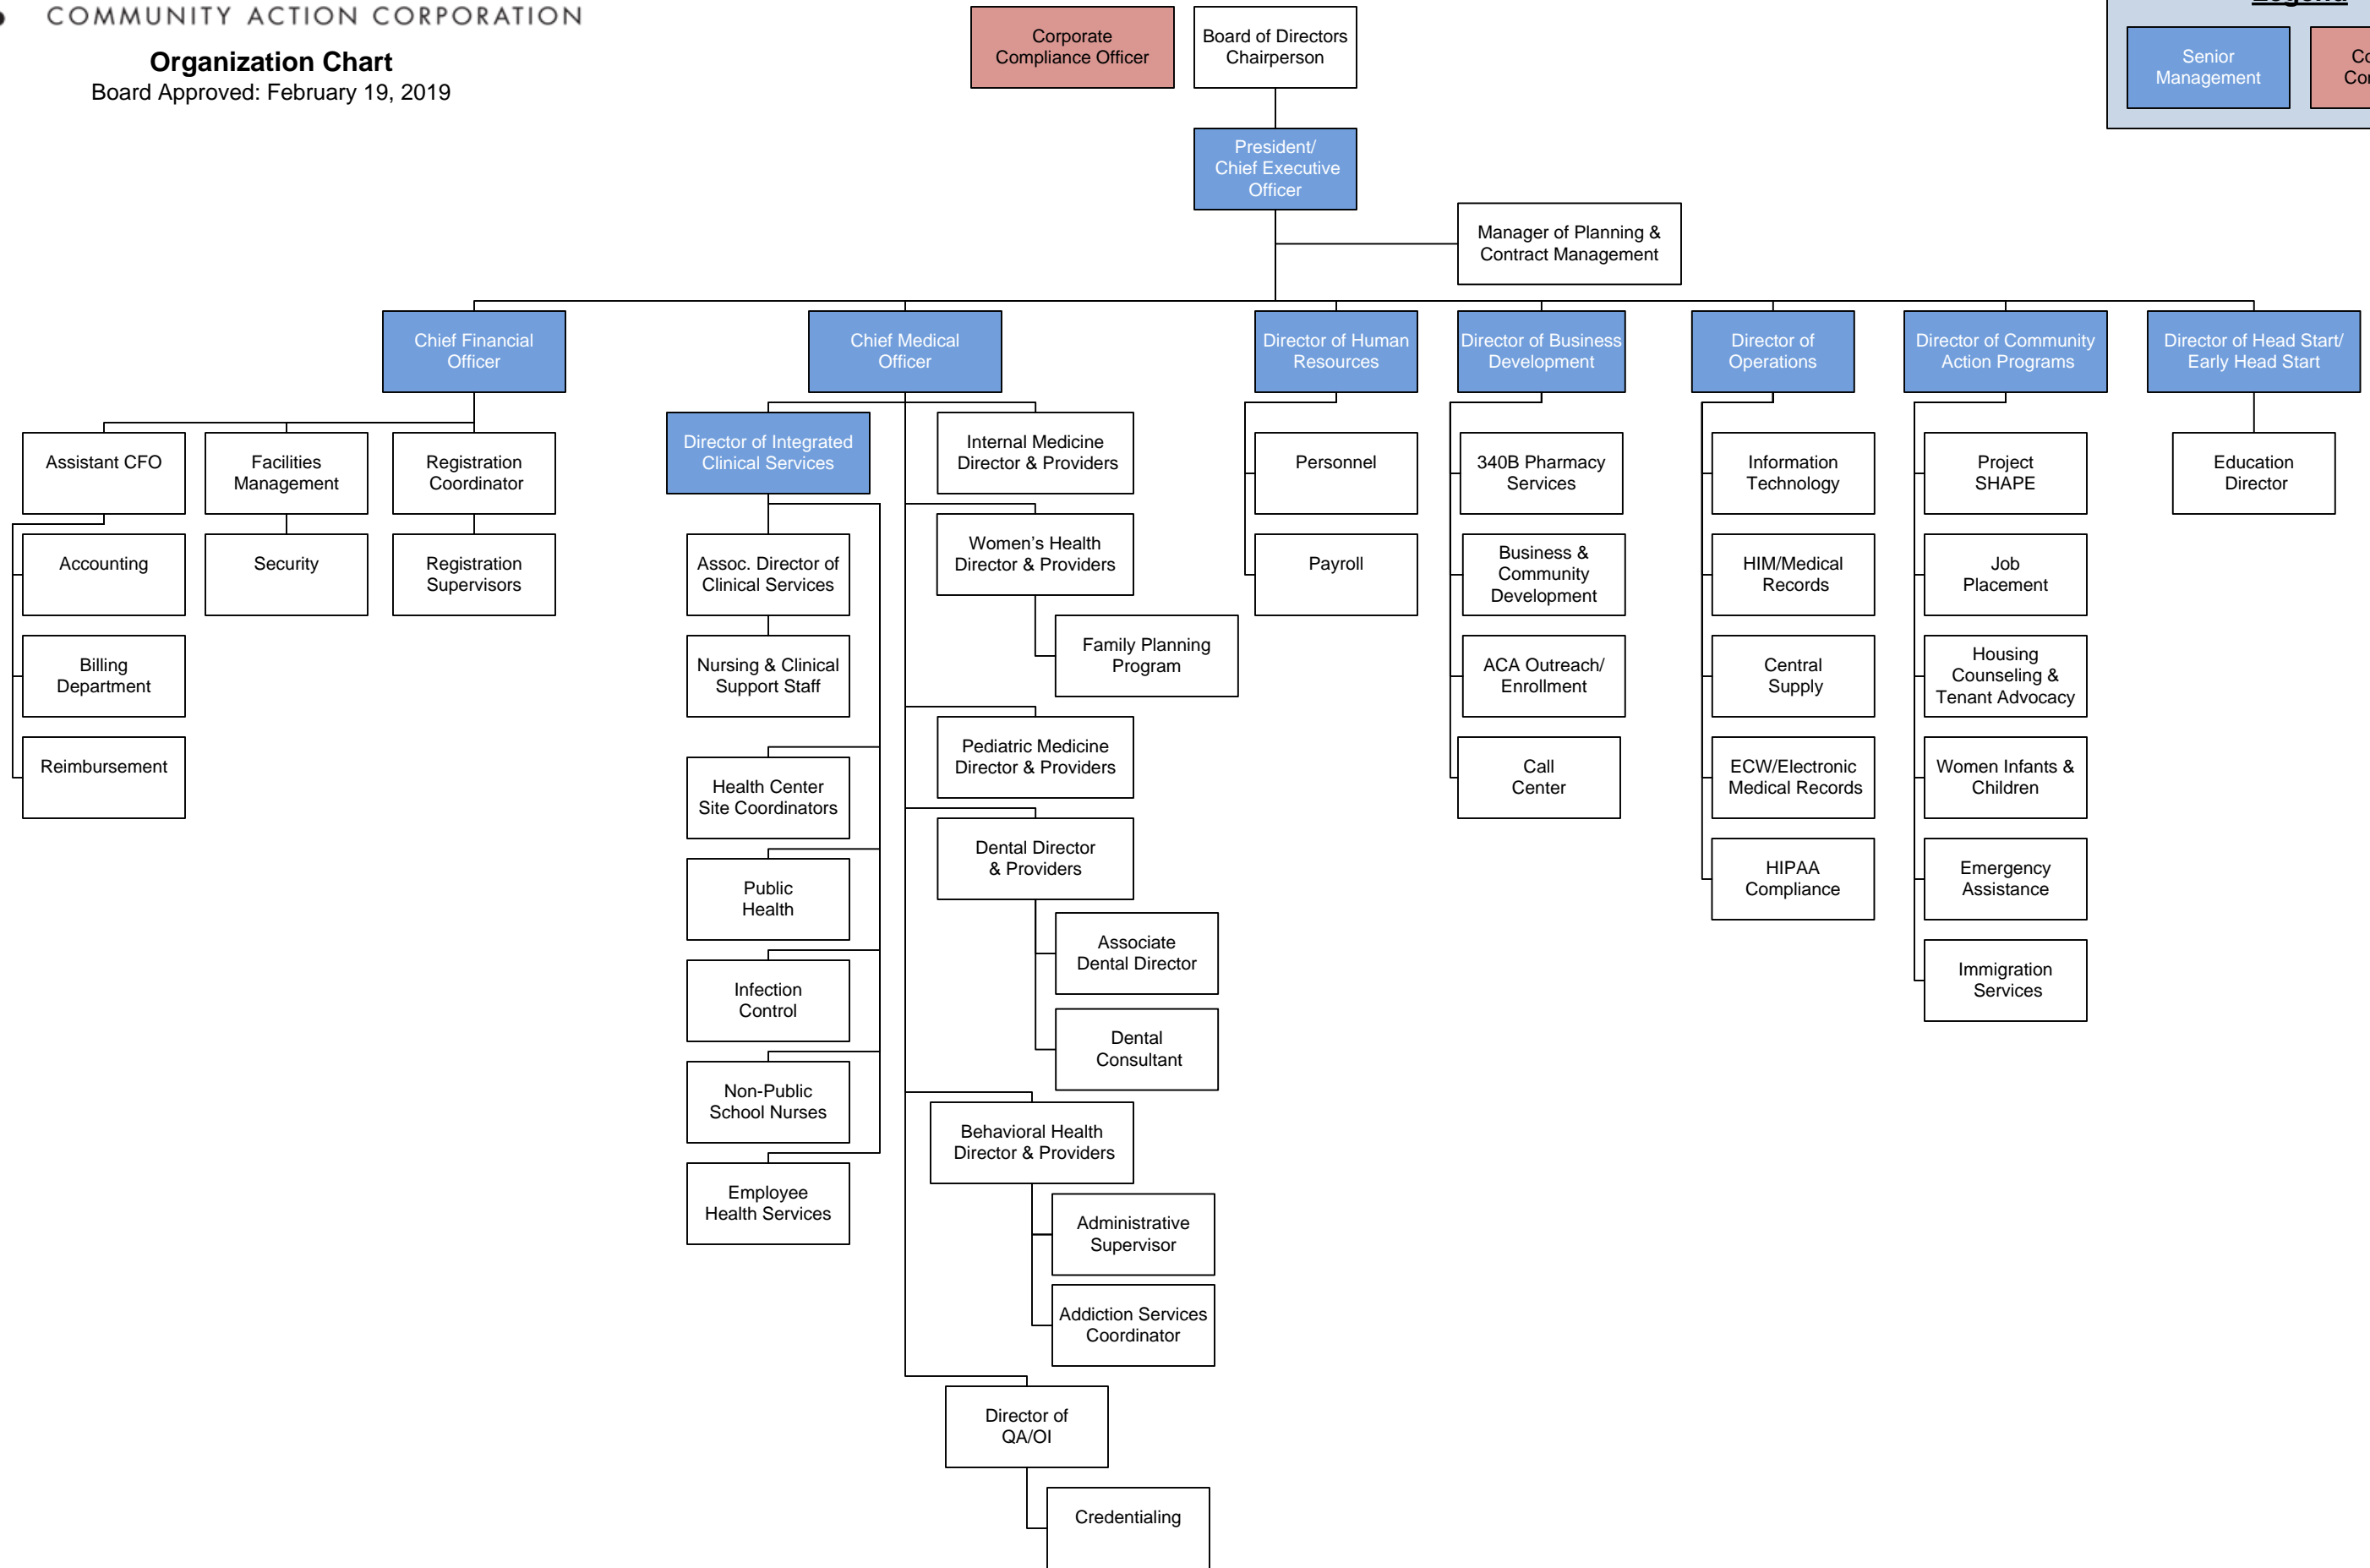 COMMUNITY ACTION CORPORATION
Organization Chart
Board Approved: February 19, 2019
Corporate
Compliance Officer
Board of Directors
Chairperson
Legend
Senior
Management
President/
Chief Executive
Officer
Manager of Planning &
Contract Management
Chief Financial
Officer
Chief Medical
Officer
Director of Human
Resources
Director of Business
Development
Director of
Operations
Director of Community
Action Programs
Director of Head Start/
Early Head Start
Assistant CFO
Facilities
Management
Registration
Coordinator
Accounting
Security
Registration
Supervisors
Billing
Department
Reimbursement
Director of Integrated
Clinical Services
Assoc. Director of
Clinical Services
Nursing & Clinical
Support Staff
Health Center
Site Coordinators
Public
Health
Infection
Control
Non-Public
School Nurses
Employee
Health Services
Internal Medicine
Director & Providers
Women's Health
Director & Providers
Family Planning
Program
Pediatric Medicine
Director & Providers
Dental Director
& Providers
Associate
Dental Director
Dental
Consultant
Behavioral Health
Director & Providers
Administrative
Supervisor
Addiction Services
Coordinator
Director of
QA/OI
Credentialing
Personnel
Payroll
340B Pharmacy
Services
Business &
Community
Development
ACA Outreach/
Enrollment
Call
Center
Information
Technology
HIM/Medical
Records
Central
Supply
ECW/Electronic
Medical Records
HIPAA
Compliance
Project
SHAPE
Job
Placement
Housing
Counseling &
Tenant Advocacy
Women Infants &
Children
Emergency
Assistance
Immigration
Services
Education
Director